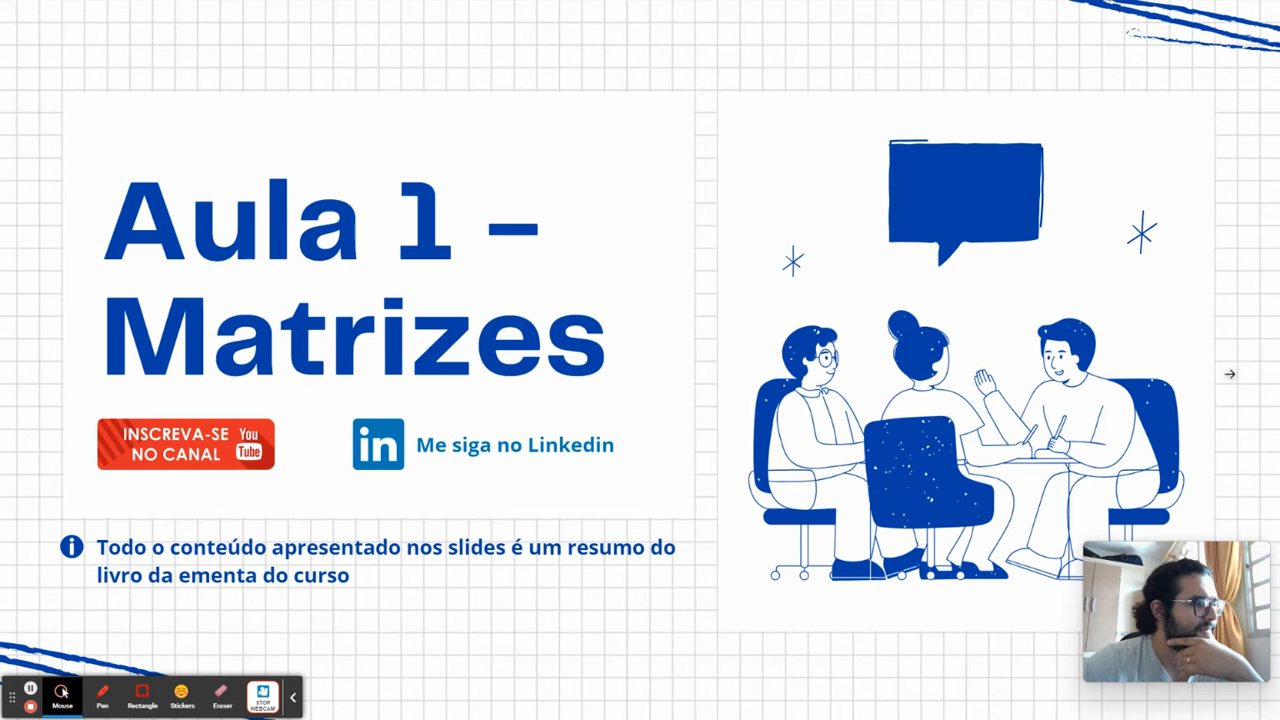 Aula 1 –
Matrizes
INSCREVA-SE
NO CANAL
You
Tube
in
Me siga no Linkedin
i
Todo o conteúdo apresentado nos slides é um resumo do
livro da ementa do curso
Mouse
Pen
Rectangle
Stickers
Eraser
STOP
WEBCAM